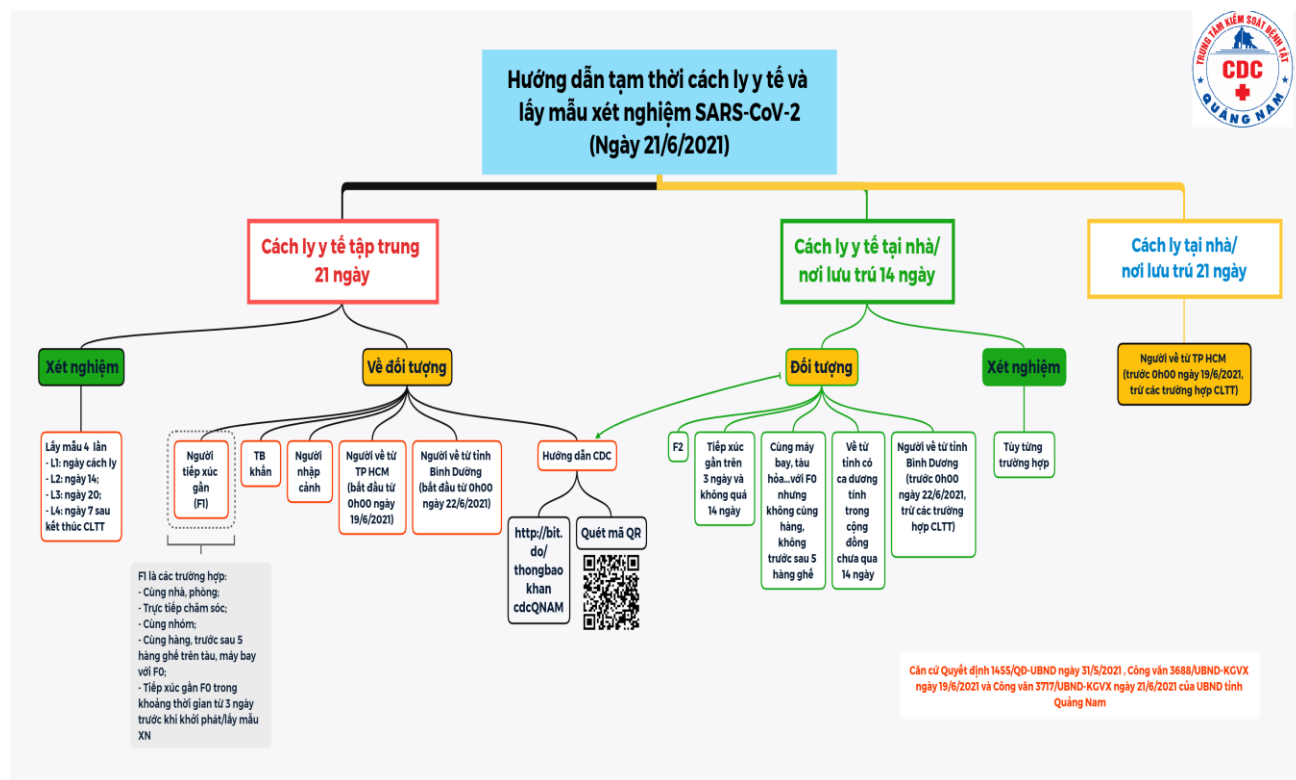 TRUNG TÂM KIỂM SOÁT BỆNH TẬT
CDC
QUẢNG NAM
Hướng dẫn tạm thời cách ly y tế và
lấy mẫu xét nghiệm SARS-CoV-2
(Ngày 21/6/2021)
Cách ly y tế tập trung
21 ngày
Cách ly y tế tại nhà/
nơi lưu trú 14 ngày
Cách ly tại nhà/
nơi lưu trú 21 ngày
Xét nghiệm
Về đối tượng
Đối tượng
Xét nghiệm
Người về từ TP HCM
(trước 0h00 ngày 19/6/2021,
trừ các trường hợp CLTT)
Lấy mẫu 4 lần
- L1: ngày cách ly
- L2: ngày 14;
- L3: ngày 20;
- L4: ngày 7 sau
kết thúc CLTT
Người
tiếp xúc
gần
(F1)
TB
khẩn
Người
nhập
cảnh
Người về từ
TP HCM
(bắt đầu từ
0h00 ngày
19/6/2021)
Người về từ tỉnh
Bình Dường
(bắt đầu từ 0h00
ngày 22/6/2021)
Hướng dẫn CDC
http://bit.
do/
thongbao
khan
cdcQNAM
Quét mã QR
F2
Tiếp xúc
gần trên
3 ngày và
không quá
14 ngày
Cùng máy
bay, tàu
hỏa...với F0
nhưng
không cùng
hàng,
không
trước sau 5
hàng ghế
Về từ
tỉnh có
ca dương
tính
trong
cộng
đồng
chưa qua
14 ngày
Người về từ tỉnh
Bình Dương
(trước 0h00
ngày 22/6/2021,
trừ các trường
hợp CLTT)
Tùy từng
trường hợp
F1 là các trường hợp:
- Cùng nhà, phòng;
- Trực tiếp chăm sóc;
- Cùng nhóm;
- Cùng hàng, trước sau 5
hàng ghế trên tàu, máy bay
với F0;
- Tiếp xúc gần F0 trong
khoảng thời gian từ 3 ngày
trước khi khởi phát/lấy mẫu
XN
Căn cứ Quyết định 1455/QĐ-UBND ngày 31/5/2021 , Công văn 3688/UBND-KGVX
ngày 19/6/2021 và Công văn 3717/UBND-KGVX ngày 21/6/2021 của UBND tỉnh
Quảng Nam